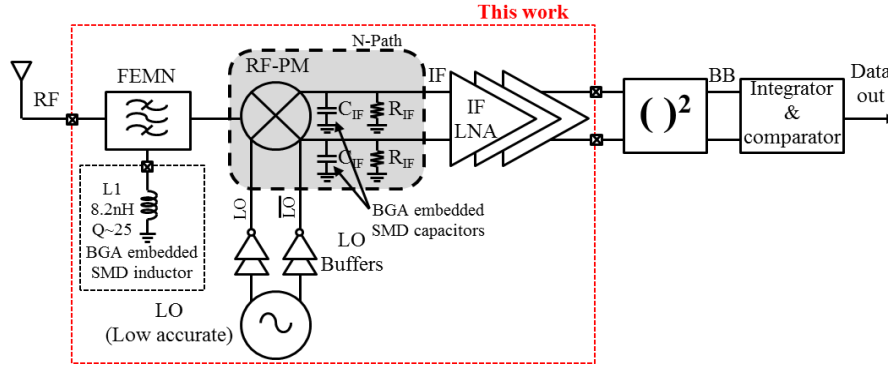 This work
N-Path
FEMN
RF-PM
RF
IF
C_IF
R_IF
C_IF
R_IF
IF
LNA
( )²
BB
Integrator
&
comparator
Data
out
L1
8.2nH
Q~25
BGA embedded
SMD inductor
LO
L̅O̅
BGA embedded
SMD capacitors
LO
Buffers
LO
(Low accurate)